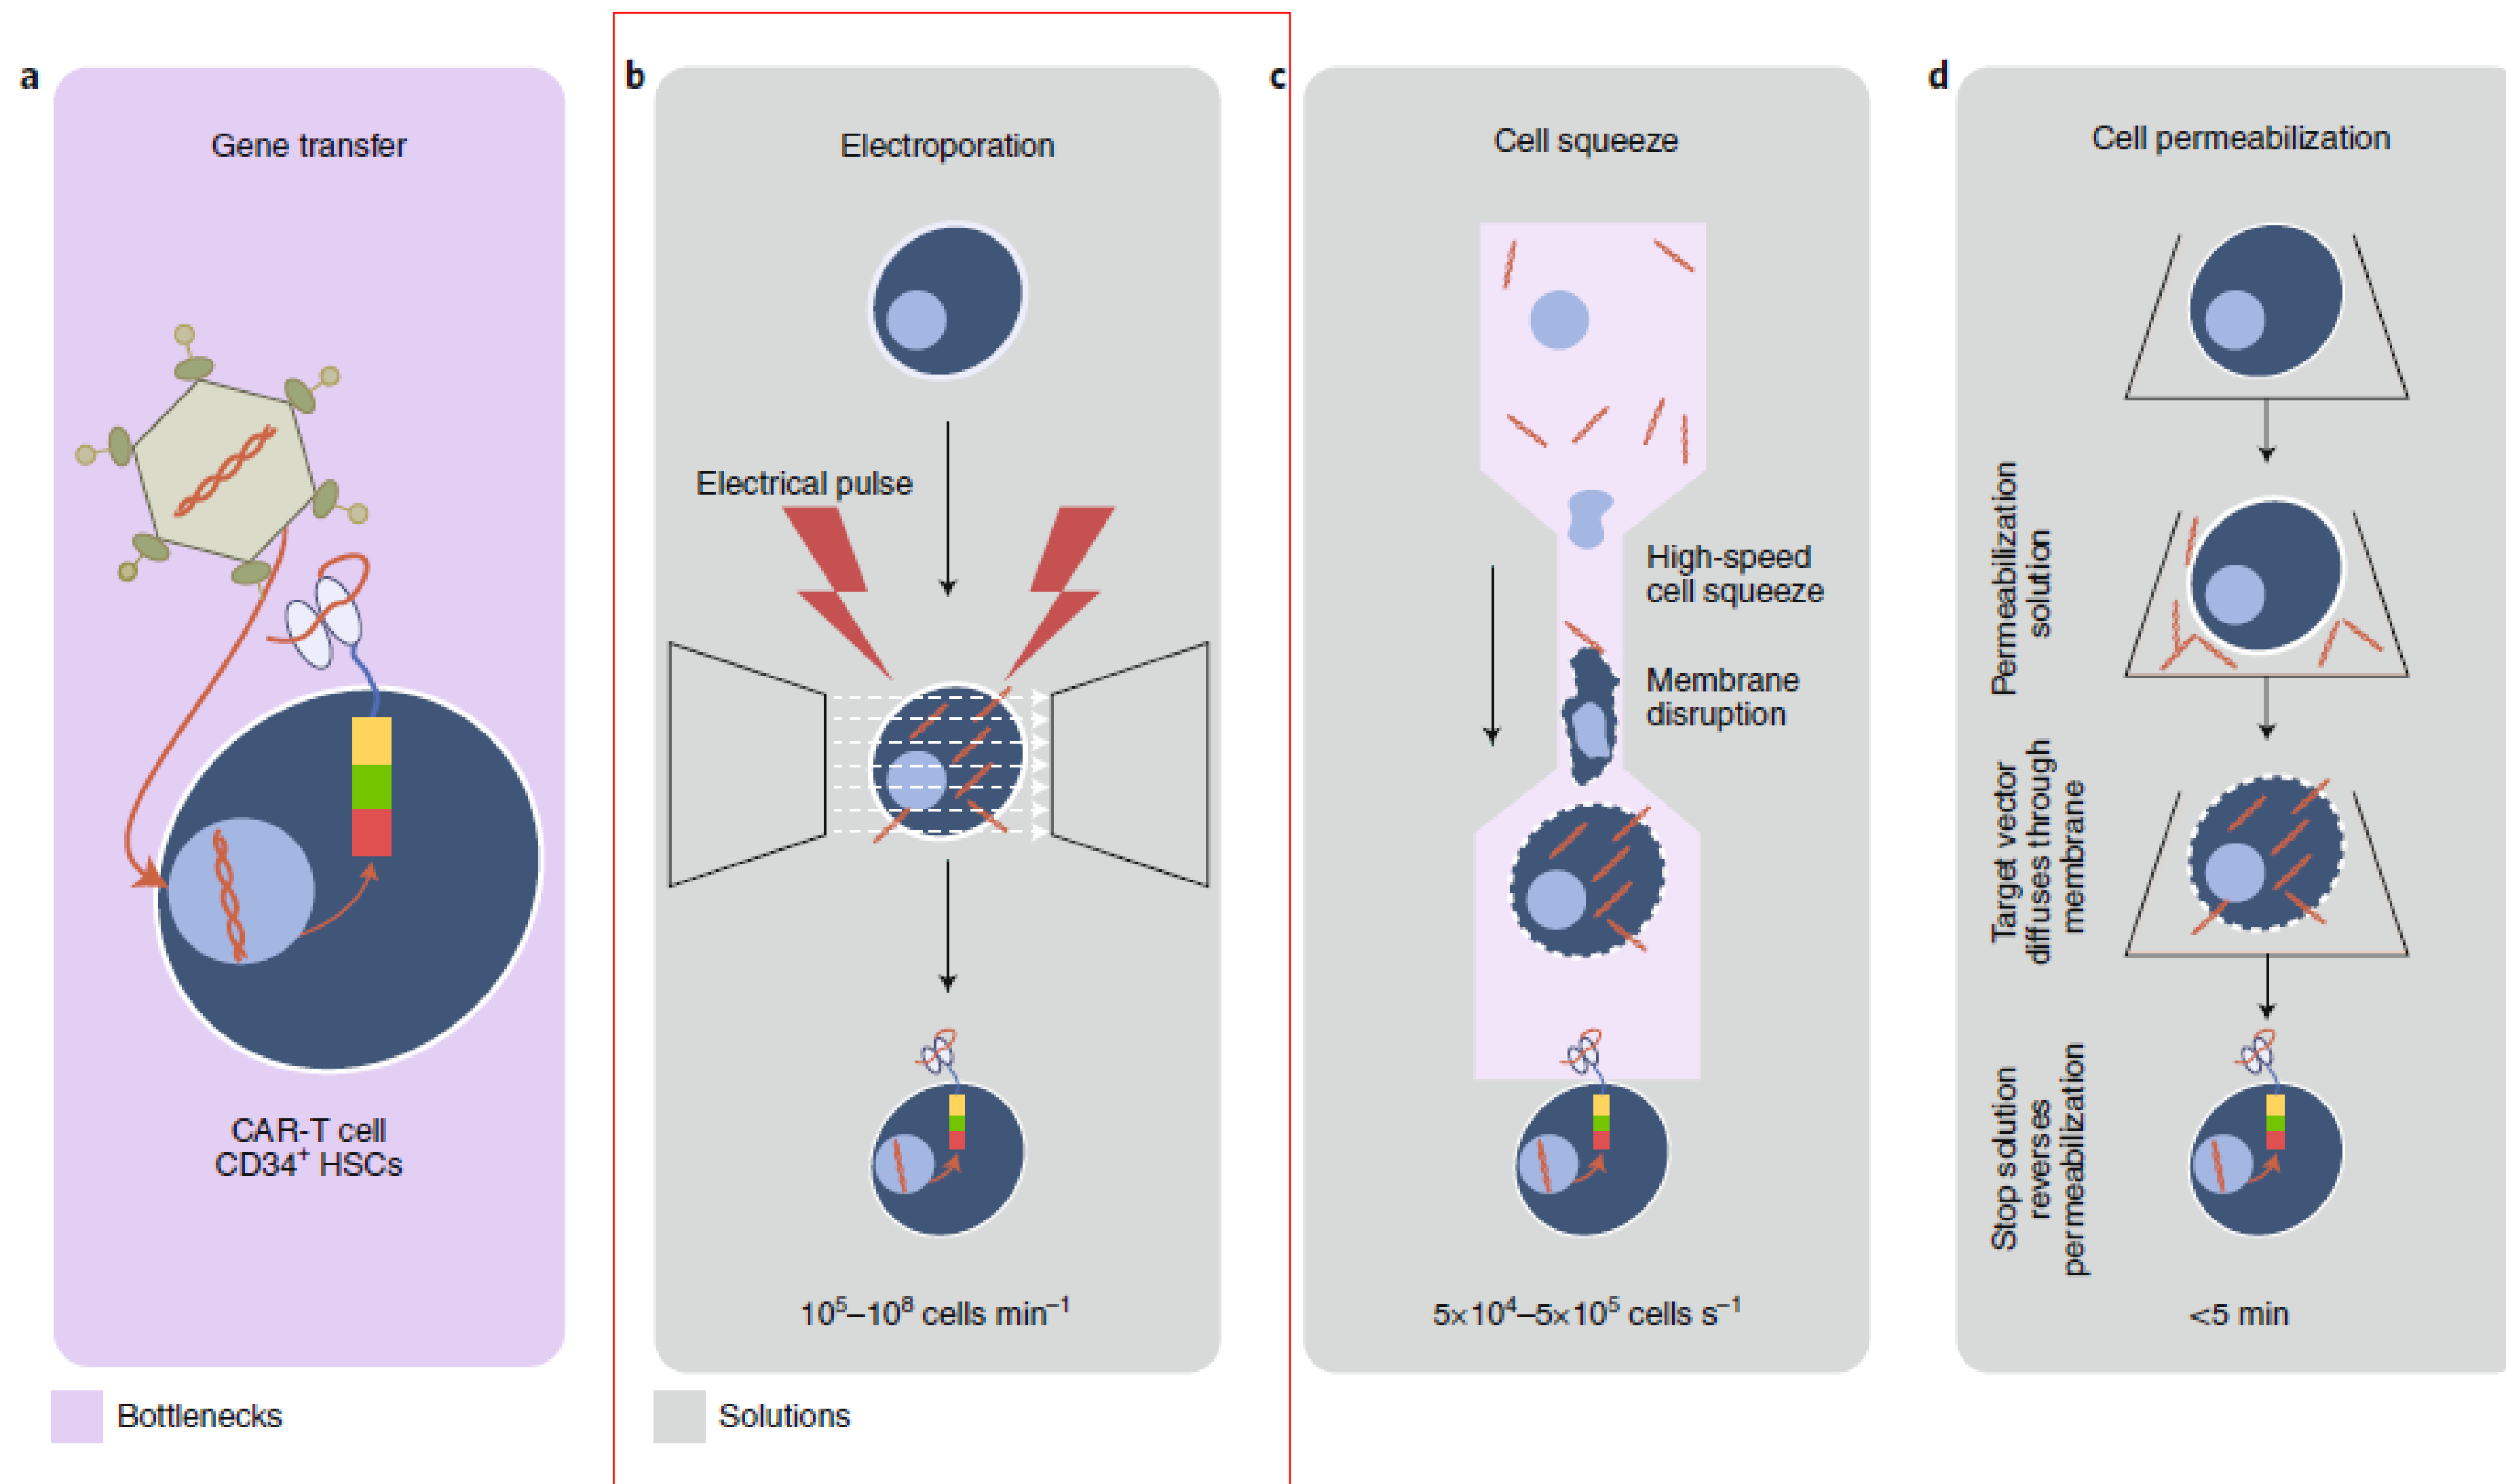 a
Gene transfer
CAR-T cell
CD34⁺ HSCs
Bottlenecks
b
Electroporation
Electrical pulse
10⁵–10⁸ cells min⁻¹
Solutions
c
Cell squeeze
High-speed
cell squeeze
Membrane
disruption
5×10⁴–5×10⁵ cells s⁻¹
d
Cell permeabilization
Permeabilization
solution
Target vector
diffuses through
membrane
Stop solution
reverses
permeabilization
<5 min